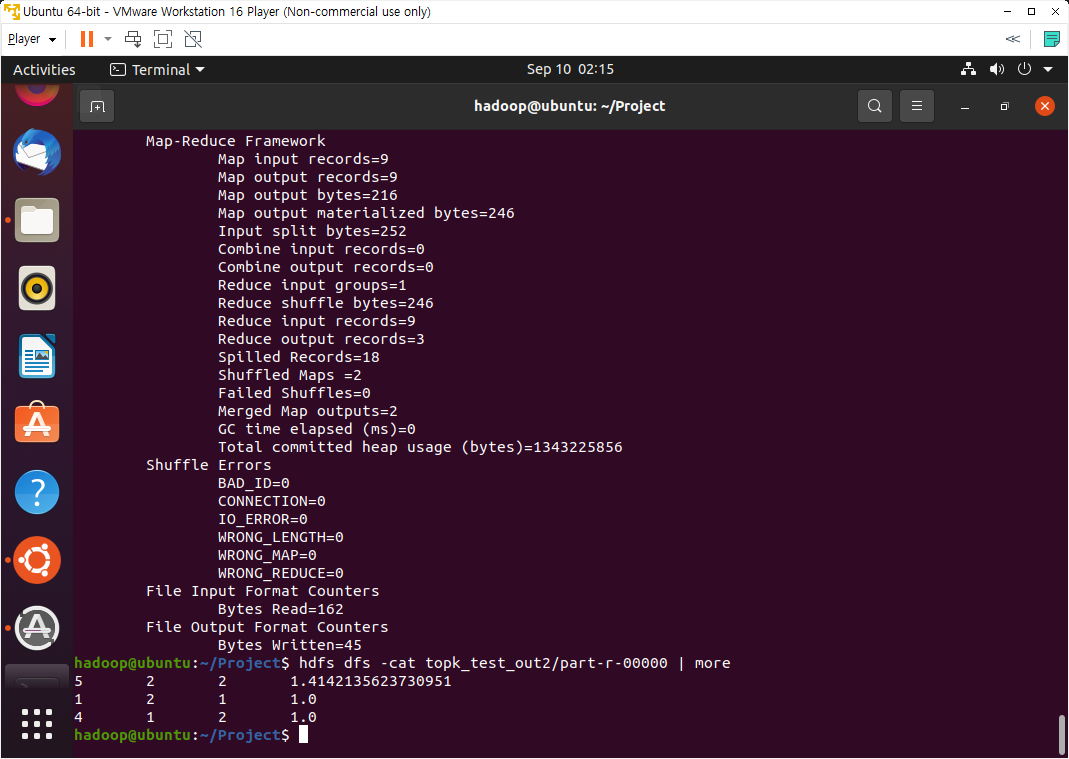 Ubuntu 64-bit - VMware Workstation 16 Player (Non-commercial use only)
Player
Activities Terminal Sep 10 02:15
hadoop@ubuntu: ~/Project
Map-Reduce Framework
Map input records=9
Map output records=9
Map output bytes=216
Map output materialized bytes=246
Input split bytes=252
Combine input records=0
Combine output records=0
Reduce input groups=1
Reduce shuffle bytes=246
Reduce input records=9
Reduce output records=3
Spilled Records=18
Shuffled Maps =2
Failed Shuffles=0
Merged Map outputs=2
GC time elapsed (ms)=0
Total committed heap usage (bytes)=1343225856
Shuffle Errors
BAD_ID=0
CONNECTION=0
IO_ERROR=0
WRONG_LENGTH=0
WRONG_MAP=0
WRONG_REDUCE=0
File Input Format Counters
Bytes Read=162
File Output Format Counters
Bytes Written=45
hadoop@ubuntu:~/Project$ hdfs dfs -cat topk_test_out2/part-r-00000 | more
5 2 2 1.4142135623730951
1 2 1 1.0
4 1 2 1.0
hadoop@ubuntu:~/Project$